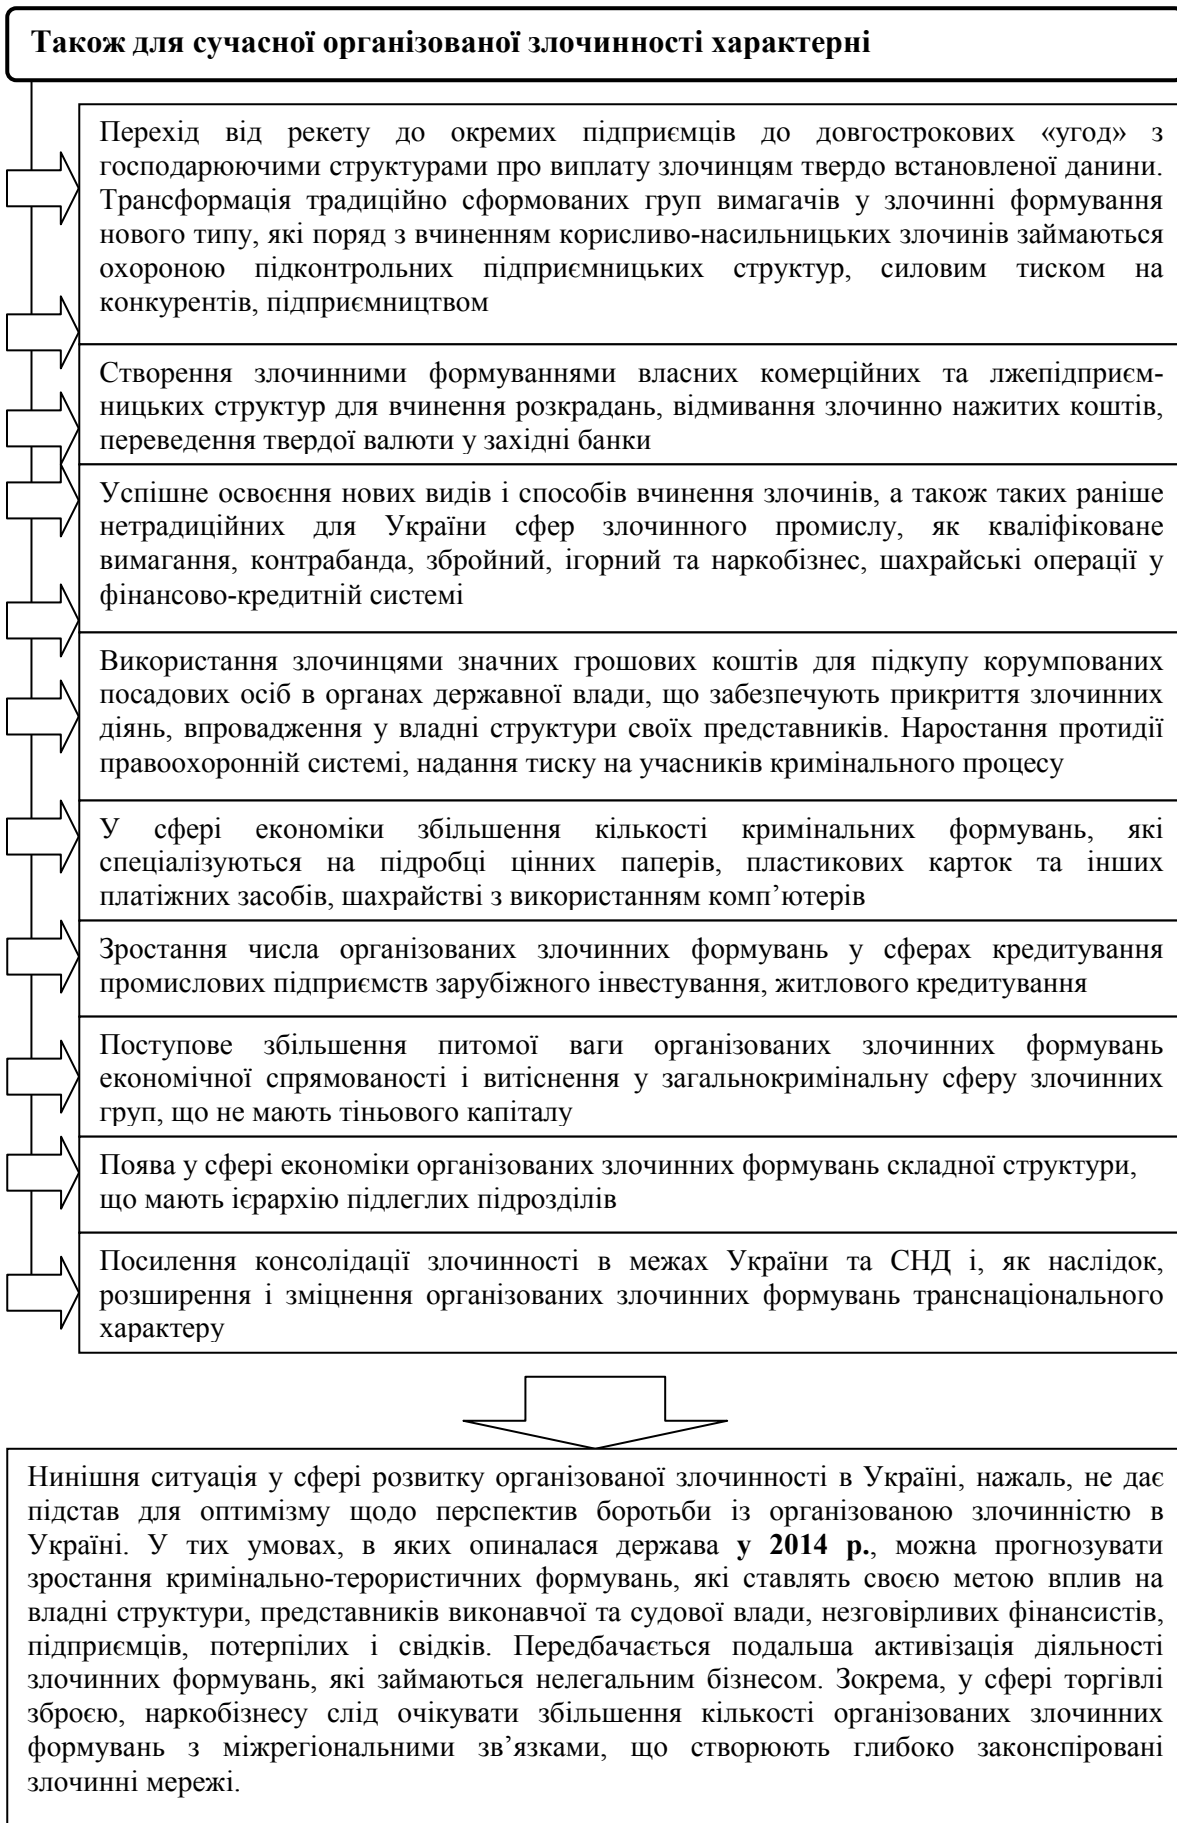 Також для сучасної організованої злочинності характерні
Перехід від рекету до окремих підприємців до довгострокових «угод» з
господарюючими структурами про виплату злочинцям твердо встановленої данини.
Трансформація традиційно сформованих груп вимагачів у злочинні формування
нового типу, які поряд з вчиненням корисливо-насильницьких злочинів займаються
охороною підконтрольних підприємницьких структур, силовим тиском на
конкурентів, підприємництвом
Створення злочинними формуваннями власних комерційних та лжепідприєм-
ницьких структур для вчинення розкрадань, відмивання злочинно нажитих коштів,
переведення твердої валюти у західні банки
Успішне освоєння нових видів і способів вчинення злочинів, а також таких раніше
нетрадиційних для України сфер злочинного промислу, як кваліфіковане
вимагання, контрабанда, збройний, ігорний та наркобізнес, шахрайські операції у
фінансово-кредитній системі
Використання злочинцями значних грошових коштів для підкупу корумпованих
посадових осіб в органах державної влади, що забезпечують прикриття злочинних
діянь, впровадження у владні структури своїх представників. Наростання протидії
правоохоронній системі, надання тиску на учасників кримінального процесу
У сфері економіки збільшення кількості кримінальних формувань, які
спеціалізуються на підробці цінних паперів, пластикових карток та інших
платіжних засобів, шахрайстві з використанням комп’ютерів
Зростання числа організованих злочинних формувань у сферах кредитування
промислових підприємств зарубіжного інвестування, житлового кредитування
Поступове збільшення питомої ваги організованих злочинних формувань
економічної спрямованості і витіснення у загальнокримінальну сферу злочинних
груп, що не мають тіньового капіталу
Поява у сфері економіки організованих злочинних формувань складної структури,
що мають ієрархію підлеглих підрозділів
Посилення консолідації злочинності в межах України та СНД і, як наслідок,
розширення і зміцнення організованих злочинних формувань транснаціонального
характеру
Нинішня ситуація у сфері розвитку організованої злочинності в Україні, нажаль, не дає
підстав для оптимізму щодо перспектив боротьби із організованою злочинністю в
Україні. У тих умовах, в яких опиналася держава у 2014 р., можна прогнозувати
зростання кримінально-терористичних формувань, які ставлять своєю метою вплив на
владні структури, представників виконавчої та судової влади, незговірливих фінансистів,
підприємців, потерпілих і свідків. Передбачається подальша активізація діяльності
злочинних формувань, які займаються нелегальним бізнесом. Зокрема, у сфері торгівлі
зброєю, наркобізнесу слід очікувати збільшення кількості організованих злочинних
формувань з міжрегіональними зв’язками, що створюють глибоко законспіровані
злочинні мережі.